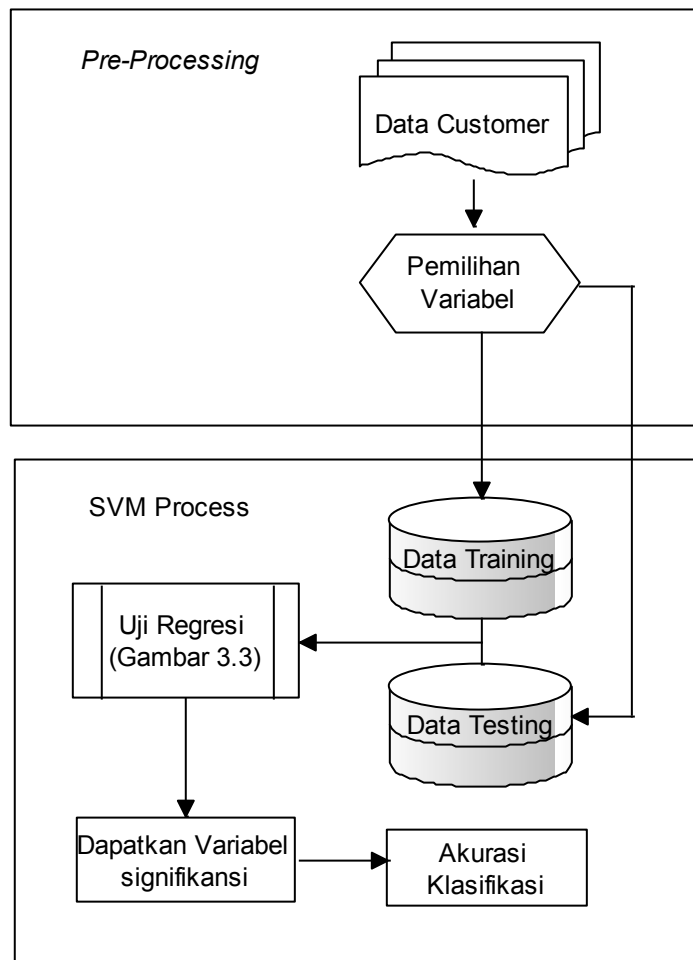 Pre-Processing
Data Customer
Pemilihan
Variabel
SVM Process
Data Training
Uji Regresi
(Gambar 3.3)
Data Testing
Dapatkan Variabel
signifikansi
Akurasi
Klasifikasi